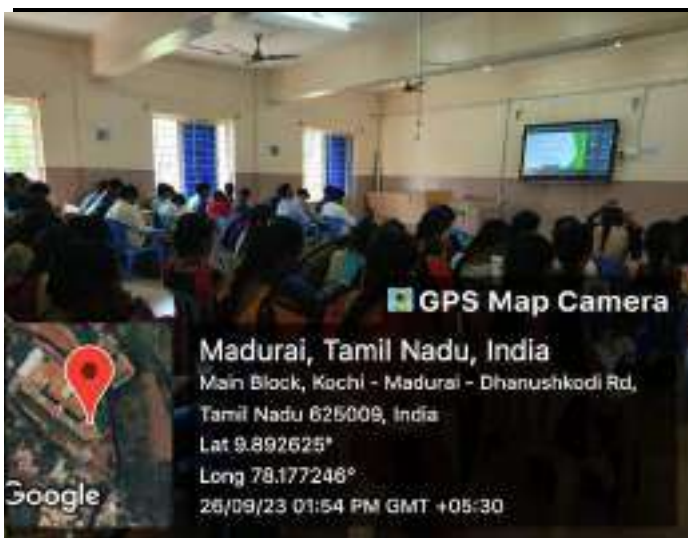 GPS Map Camera
Madurai, Tamil Nadu, India
Main Block, Kochi - Madurai - Dhanushkodi Rd,
Tamil Nadu 625009, India
Lat 9.892625°
Long 78.177246°
26/09/23 01:54 PM GMT +05:30
Google